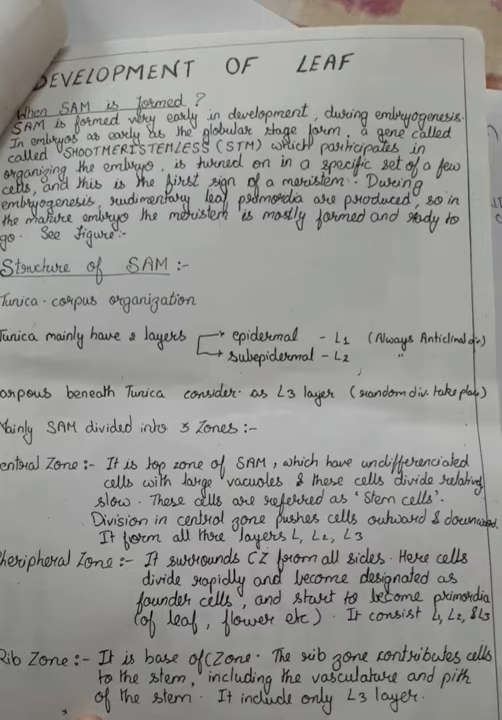 DEVELOPMENT OF LEAF
When SAM is formed ?
SAM is formed very early in development, during embryogenesis.
In embryos as early as the globular stage form, a gene called
called 'SHOOTMERISTEMLESS (STM) which participates in
organizing the embryo, is turned on in a specific set of a few
cells, and this is the first sign of a meristem. During
embryogenesis, rudimentary leaf primordia are produced, so in
the mature embryo the meristem is mostly formed and ready to
go. See Figure:-
Structure of SAM :-
Tunica-corpus organization
Tunica mainly have 2 layers → epidermal - L1 (Always Anticlinal div)
→ subepidermal - L2 "
orpous beneath Tunica consider as L3 layer (random div. take place)
Mainly SAM divided into 3 Zones :-
entral Zone :- It is top zone of SAM, which have undifferenciated
cells with large vacuoles & these cells divide relating
slow. These cells are referred as 'Stem cells'.
Division in central zone pushes cells outward & downward.
It form all three layers L, L2, L3
Pheripheral Zone :- It surrounds CZ from all sides. Here cells
divide rapidly and become designated as
founder cells, and start to become primordia
(of leaf, flower etc). It consist L1, L2, & L3
Rib Zone :- It is base of CZone. The rib zone contributes cells
to the stem, including the vasculature and pith
of the stem. It include only L3 layer.